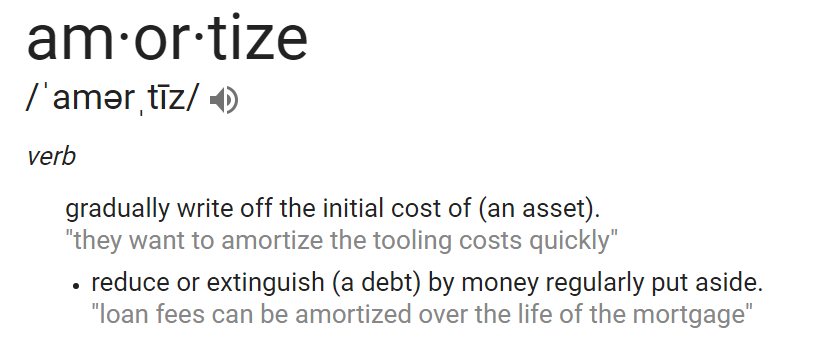 am·or·tize
/ˈamərˌtīz/
verb
gradually write off the initial cost of (an asset).
"they want to amortize the tooling costs quickly"
• reduce or extinguish (a debt) by money regularly put aside.
"loan fees can be amortized over the life of the mortgage"